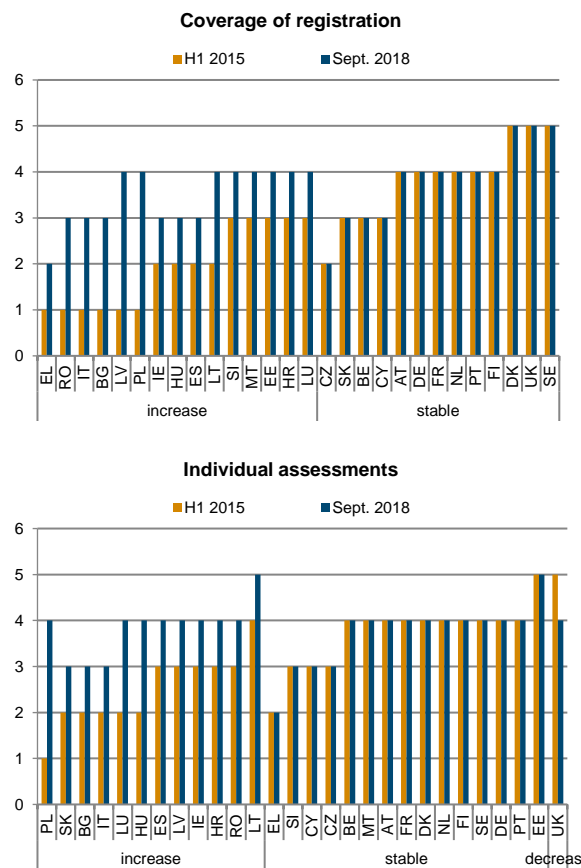 Coverage of registration
H1 2015 Sept. 2018
6
5
4
3
2
1
0
EL RO IT BG LV PL IE HU ES LT SI MT EE HR LU CZ SK BE CY AT DE FR NL PT FI DK UK SE
increase stable
Individual assessments
H1 2015 Sept. 2018
6
5
4
3
2
1
0
PL SK BG IT LU HU ES LV IE HR RO LT EL SI CY CZ BE MT AT FR DK NL FI SE DE PT EE UK
increase stable decreas